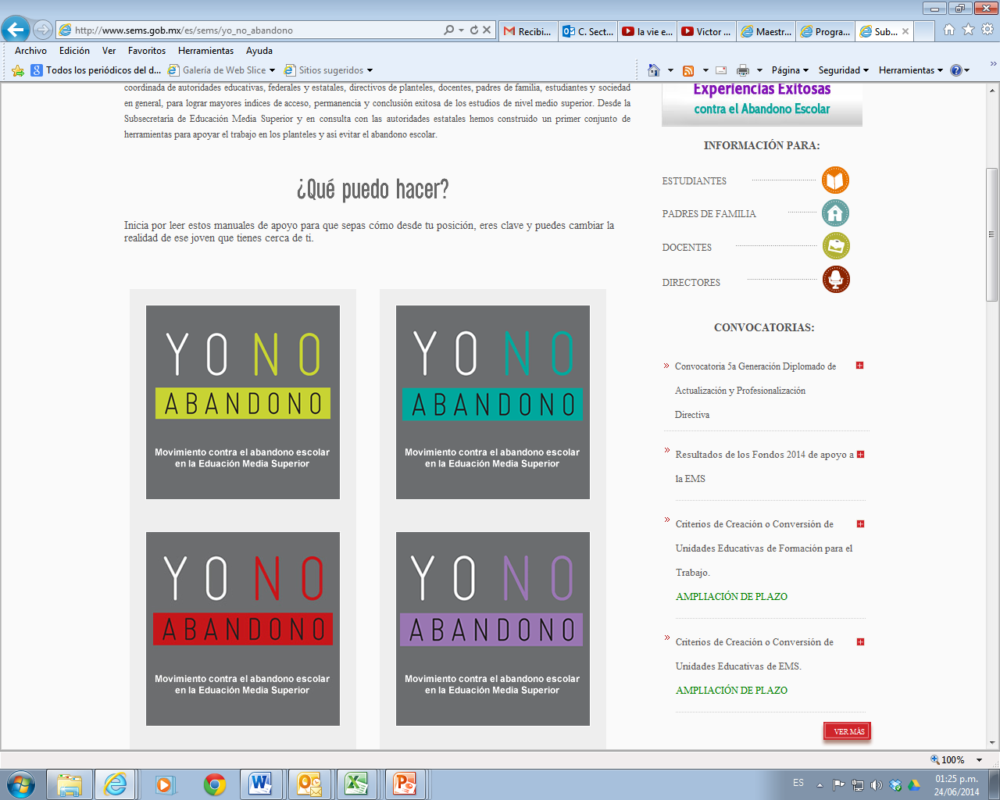 http://www.sems.gob.mx/es/sems/yo_no_abandono
Recibi...
C. Sect...
la vie e...
Victor ...
Maestr...
Progra...
Sub...
Archivo Edición Ver Favoritos Herramientas Ayuda
Todos los periódicos del d...
Galería de Web Slice
Sitios sugeridos
Página Seguridad Herramientas
coordinada de autoridades educativas, federales y estatales, directivos de planteles, docentes, padres de familia, estudiantes y sociedad
en general, para lograr mayores índices de acceso, permanencia y conclusión exitosa de los estudios de nivel medio superior. Desde la
Subsecretaría de Educación Media Superior y en consulta con las autoridades estatales hemos construido un primer conjunto de
herramientas para apoyar el trabajo en los planteles y así evitar el abandono escolar.
¿Qué puedo hacer?
Inicia por leer estos manuales de apoyo para que sepas cómo desde tu posición, eres clave y puedes cambiar la
realidad de ese joven que tienes cerca de ti.
YO NO
ABANDONO
Movimiento contra el abandono escolar
en la Eduación Media Superior
YO NO
ABANDONO
Movimiento contra el abandono escolar
en la Eduación Media Superior
YO NO
ABANDONO
Movimiento contra el abandono escolar
en la Eduación Media Superior
YO NO
ABANDONO
Movimiento contra el abandono escolar
en la Eduación Media Superior
Experiencias Exitosas
contra el Abandono Escolar
INFORMACIÓN PARA:
ESTUDIANTES
PADRES DE FAMILIA
DOCENTES
DIRECTORES
CONVOCATORIAS:
Convocatoria 5a Generación Diplomado de
Actualización y Profesionalización
Directiva
Resultados de los Fondos 2014 de apoyo a
la EMS
Criterios de Creación o Conversión de
Unidades Educativas de Formación para el
Trabajo.
AMPLIACIÓN DE PLAZO
Criterios de Creación o Conversión de
Unidades Educativas de EMS.
AMPLIACIÓN DE PLAZO
VER MÁS
100%
ES
01:25 p.m.
24/06/2014